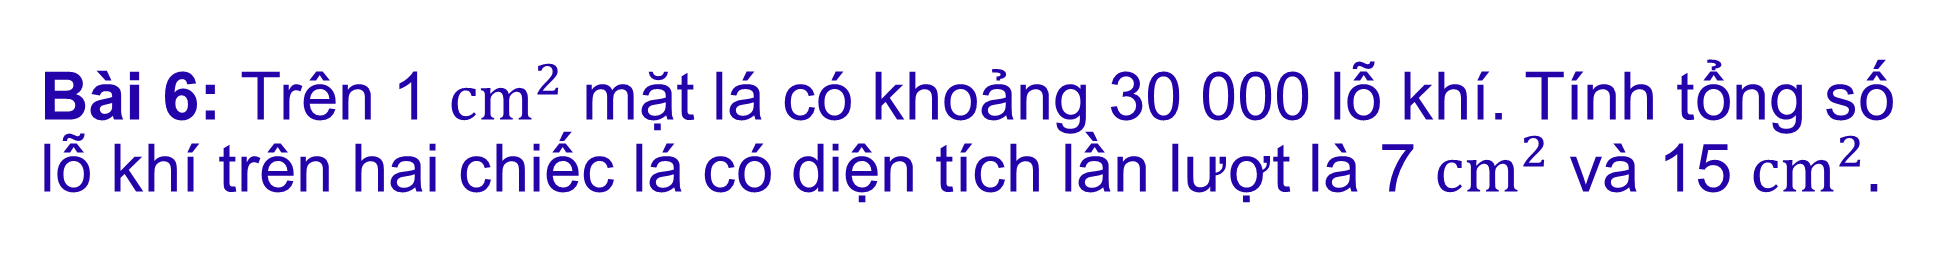 Bài 6: Trên 1 cm² mặt lá có khoảng 30 000 lỗ khí. Tính tổng số
lỗ khí trên hai chiếc lá có diện tích lần lượt là 7 cm² và 15 cm².